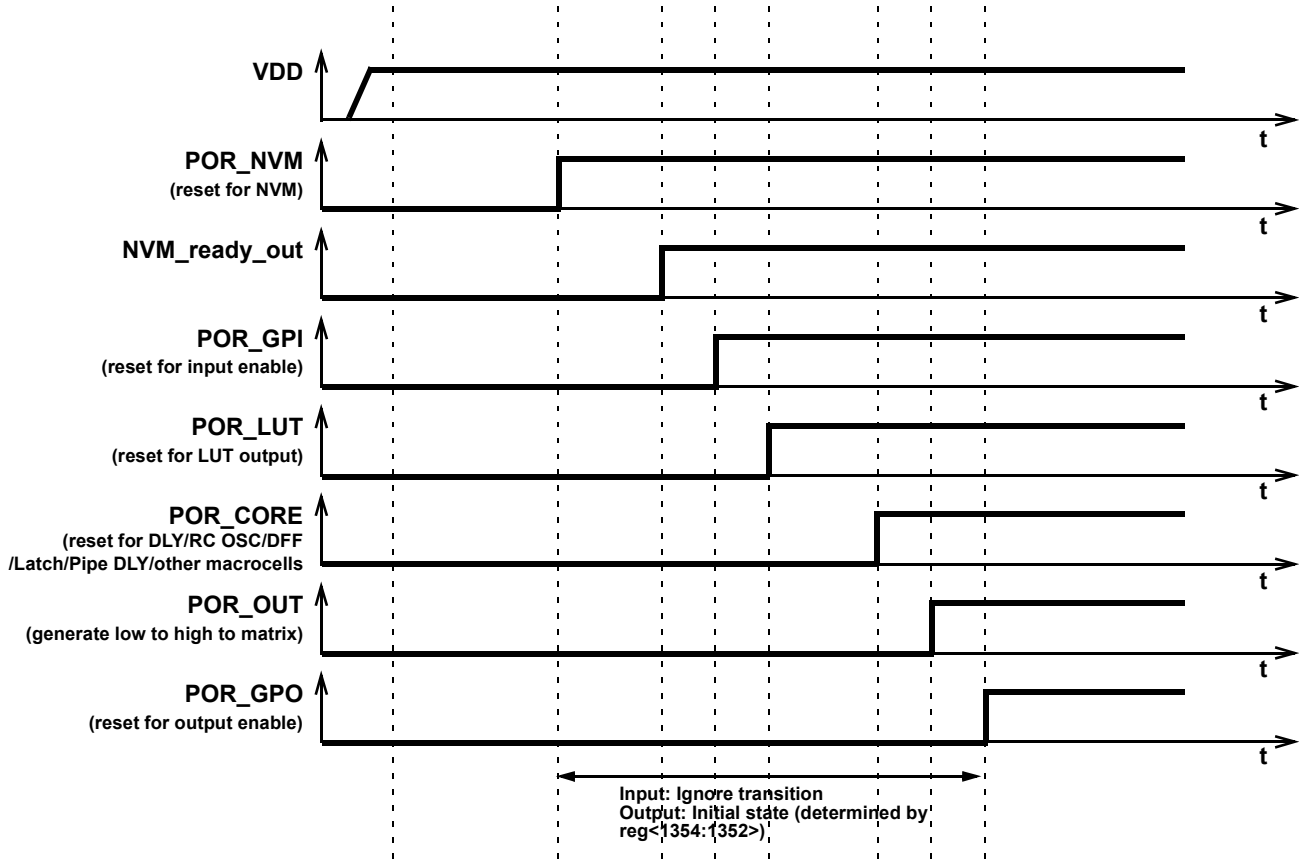 VDD
t
POR_NVM
(reset for NVM)
t
NVM_ready_out
t
POR_GPI
(reset for input enable)
t
POR_LUT
(reset for LUT output)
t
POR_CORE
(reset for DLY/RC OSC/DFF
/Latch/Pipe DLY/other macrocells
t
POR_OUT
(generate low to high to matrix)
t
POR_GPO
(reset for output enable)
t
Input: Ignore transition
Output: Initial state (determined by
reg<1354:1352>)